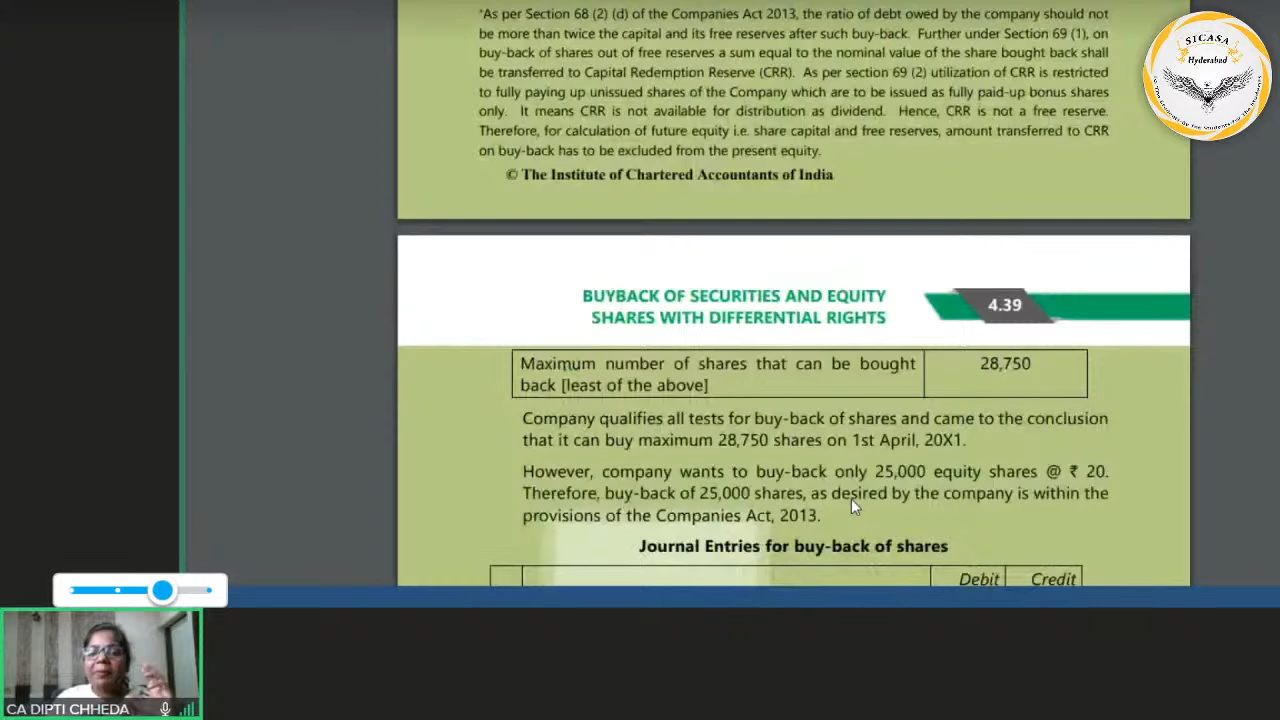 *As per Section 68 (2) (d) of the Companies Act 2013, the ratio of debt owed by the company should not
be more than twice the capital and its free reserves after such buy-back. Further under Section 69 (1), on
buy-back of shares out of free reserves a sum equal to the nominal value of the share bought back shall
be transferred to Capital Redemption Reserve (CRR). As per section 69 (2) utilization of CRR is restricted
to fully paying up unissued shares of the Company which are to be issued as fully paid-up bonus shares
only. It means CRR is not available for distribution as dividend. Hence, CRR is not a free reserve.
Therefore, for calculation of future equity i.e. share capital and free reserves, amount transferred to CRR
on buy-back has to be excluded from the present equity.
© The Institute of Chartered Accountants of India
SICASA
Hyderabad
BUYBACK OF SECURITIES AND EQUITY
SHARES WITH DIFFERENTIAL RIGHTS
4.39
Maximum number of shares that can be bought
back [least of the above]
28,750
Company qualifies all tests for buy-back of shares and came to the conclusion
that it can buy maximum 28,750 shares on 1st April, 20X1.
However, company wants to buy-back only 25,000 equity shares @ ₹ 20.
Therefore, buy-back of 25,000 shares, as desired by the company is within the
provisions of the Companies Act, 2013.
Journal Entries for buy-back of shares
Debit Credit
CA DIPTI CHHEDA